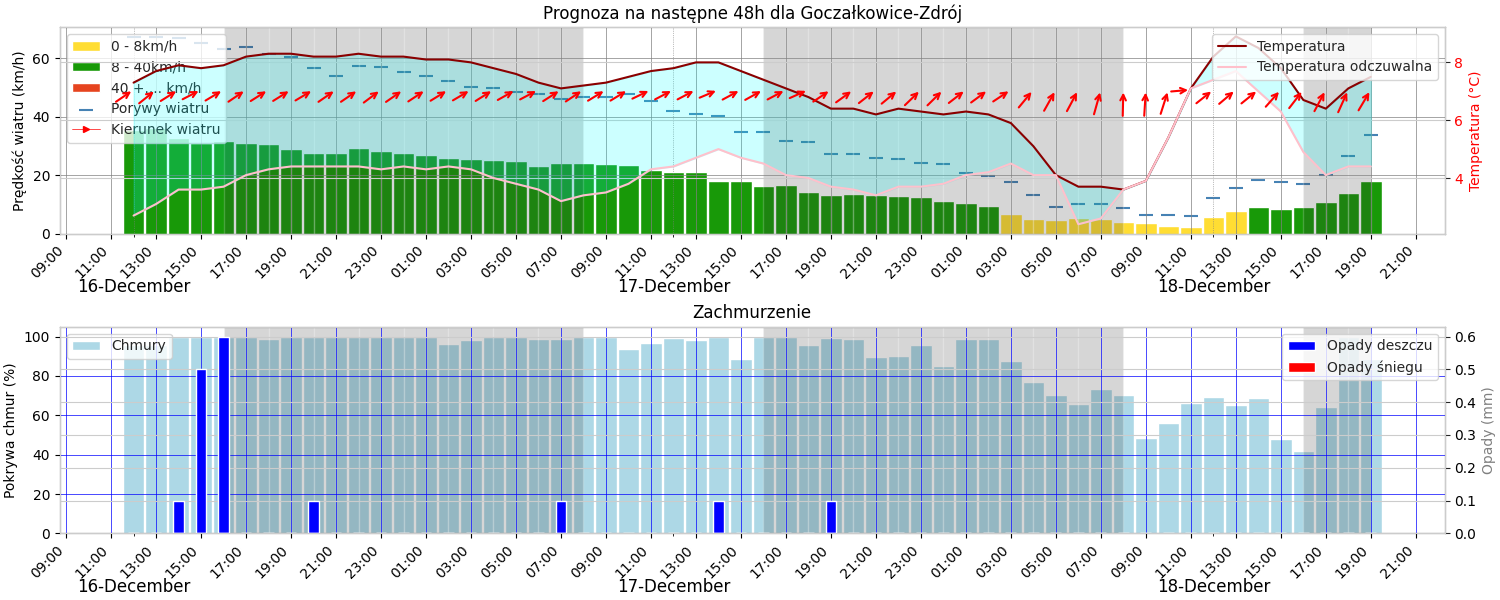 Prognoza na następne 48h dla Goczałkowice-Zdrój
Prędkość wiatru (km/h)
60
40
20
0
0 - 8km/h
8 - 40km/h
40 +... km/h
Porywy wiatru
Kierunek wiatru
Temperatura
Temperatura odczuwalna
8
6
4
Temperatura (°C)
09:00 11:00 13:00 15:00 17:00 19:00 21:00 23:00 01:00 03:00 05:00 07:00 09:00 11:00 13:00 15:00 17:00 19:00 21:00 23:00 01:00 03:00 05:00 07:00 09:00 11:00 13:00 15:00 17:00 19:00 21:00
16-December 17-December 18-December
Zachmurzenie
Pokrywa chmur (%)
100
80
60
40
20
0
Chmury
Opady deszczu
Opady śniegu
0.6
0.5
0.4
0.3
0.2
0.1
0.0
Opady (mm)
09:00 11:00 13:00 15:00 17:00 19:00 21:00 23:00 01:00 03:00 05:00 07:00 09:00 11:00 13:00 15:00 17:00 19:00 21:00 23:00 01:00 03:00 05:00 07:00 09:00 11:00 13:00 15:00 17:00 19:00 21:00
16-December 17-December 18-December